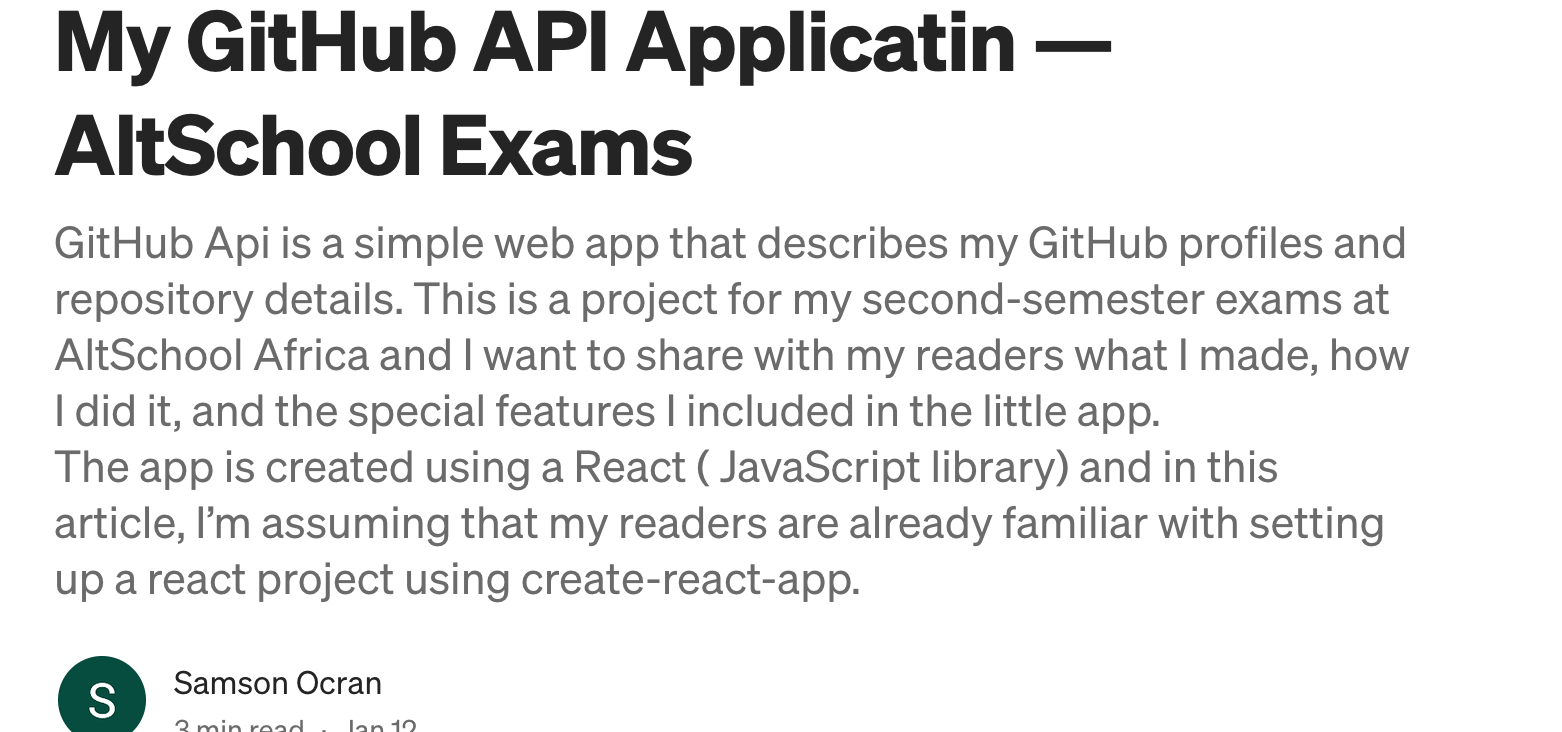 My GitHub API Applicatin —
AltSchool Exams
GitHub Api is a simple web app that describes my GitHub profiles and
repository details. This is a project for my second-semester exams at
AltSchool Africa and I want to share with my readers what I made, how
I did it, and the special features I included in the little app.
The app is created using a React ( JavaScript library) and in this
article, I’m assuming that my readers are already familiar with setting
up a react project using create-react-app.
S
Samson Ocran
3 min read · Jan 12